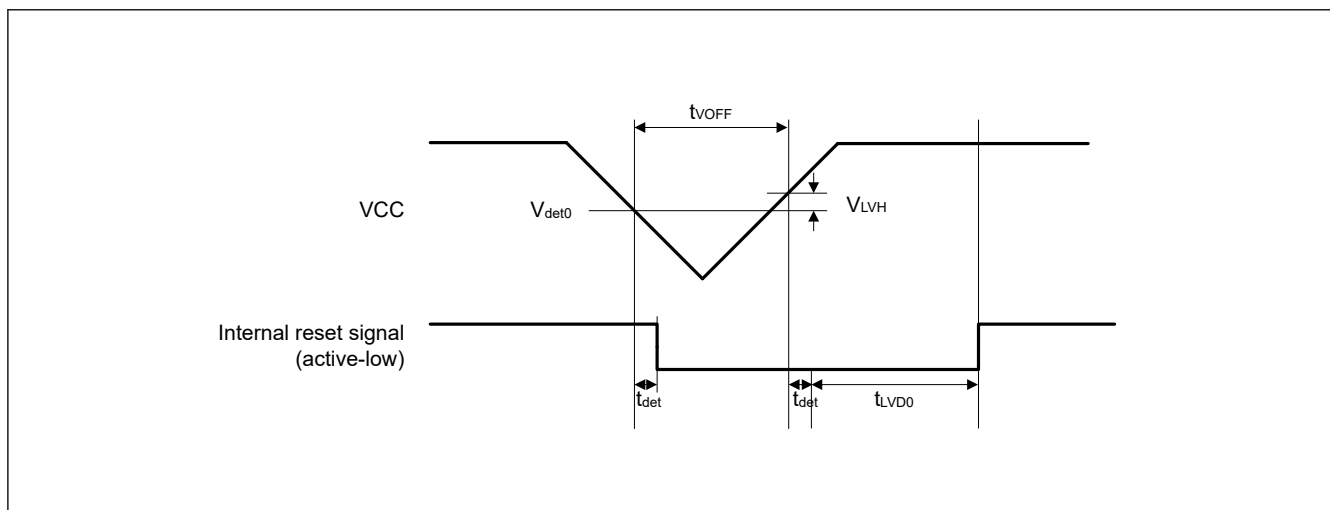 tVOFF
VCC
Vdet0
VLVH
Internal reset signal
(active-low)
tdet
tdet
tLVD0